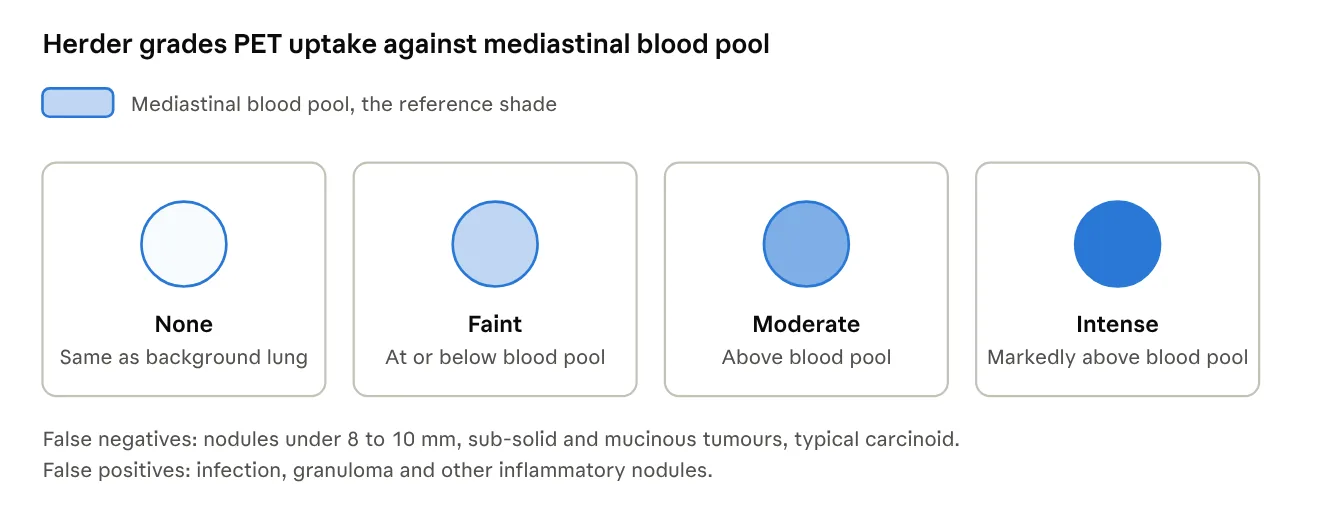 Herder grades PET uptake against mediastinal blood pool
Mediastinal blood pool, the reference shade
None
Same as background lung
Faint
At or below blood pool
Moderate
Above blood pool
Intense
Markedly above blood pool
False negatives: nodules under 8 to 10 mm, sub-solid and mucinous tumours, typical carcinoid.
False positives: infection, granuloma and other inflammatory nodules.